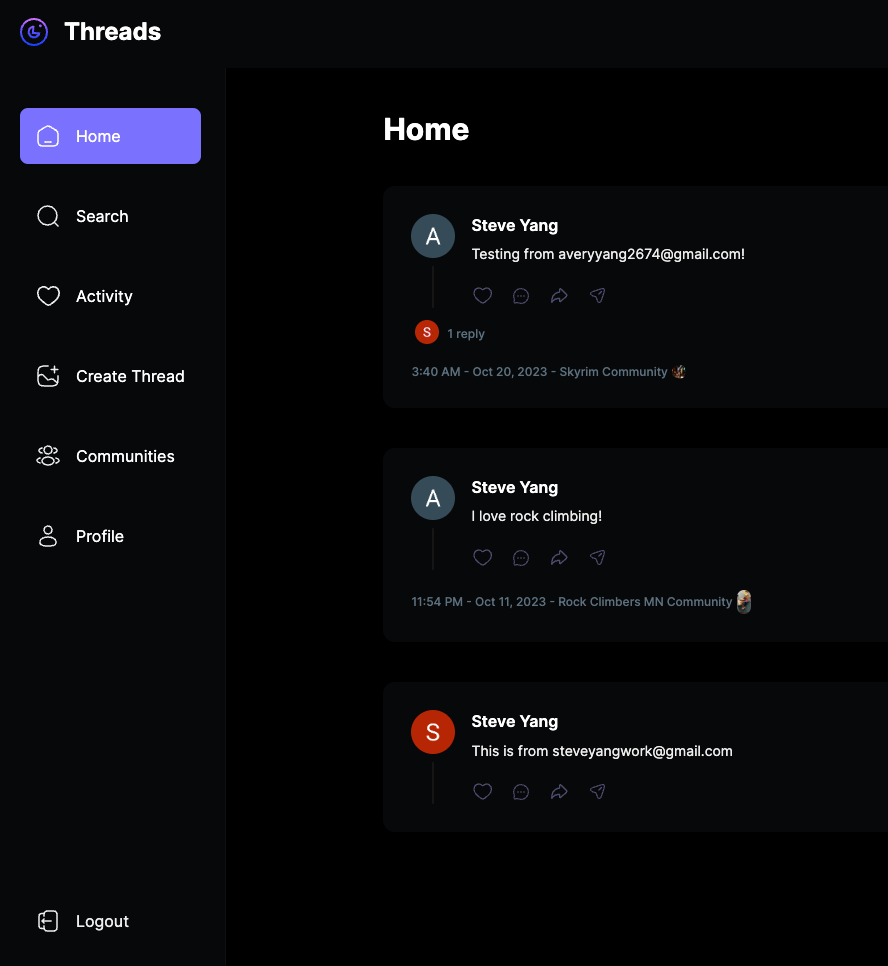 Threads
Home
Search
Activity
Create Thread
Communities
Profile
Logout
Home
A
Steve Yang
Testing from averyyang2674@gmail.com!
S
1 reply
3:40 AM - Oct 20, 2023 - Skyrim Community
A
Steve Yang
I love rock climbing!
11:54 PM - Oct 11, 2023 - Rock Climbers MN Community
S
Steve Yang
This is from steveyangwork@gmail.com